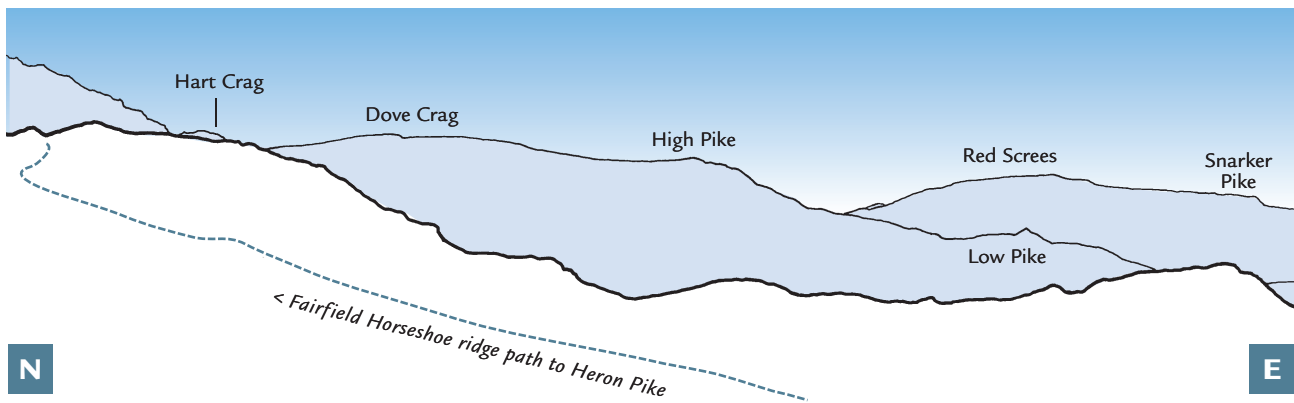 Hart Crag
Dove Crag
High Pike
Red Screes
Snarker
Pike
Low Pike
< Fairfield Horseshoe ridge path to Heron Pike
N
E